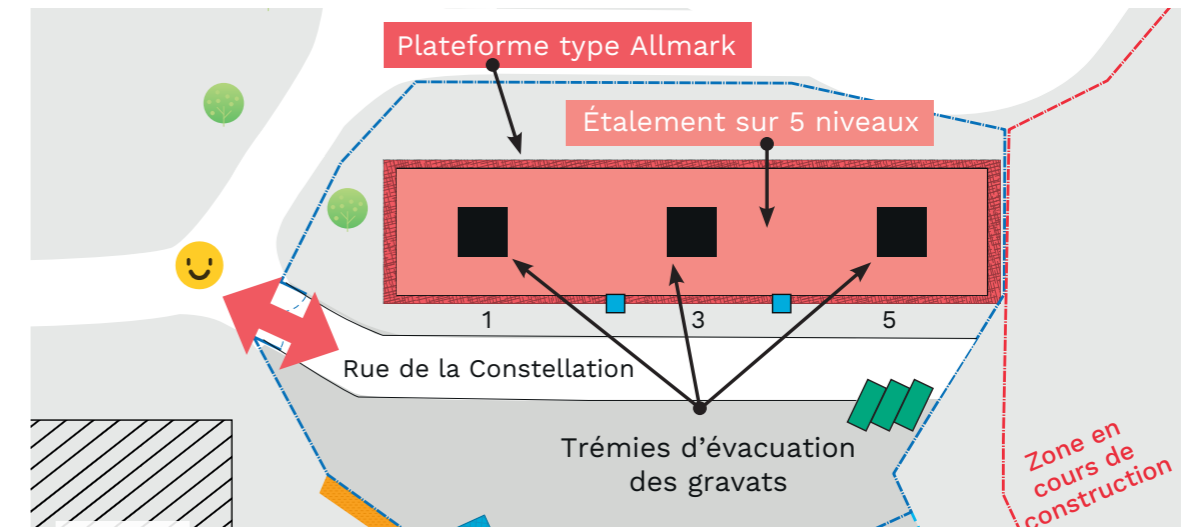 Plateforme type Allmark
Étalement sur 5 niveaux
1
3
5
Rue de la Constellation
Trémies d'évacuation
des gravats
Zone en
cours de
construction